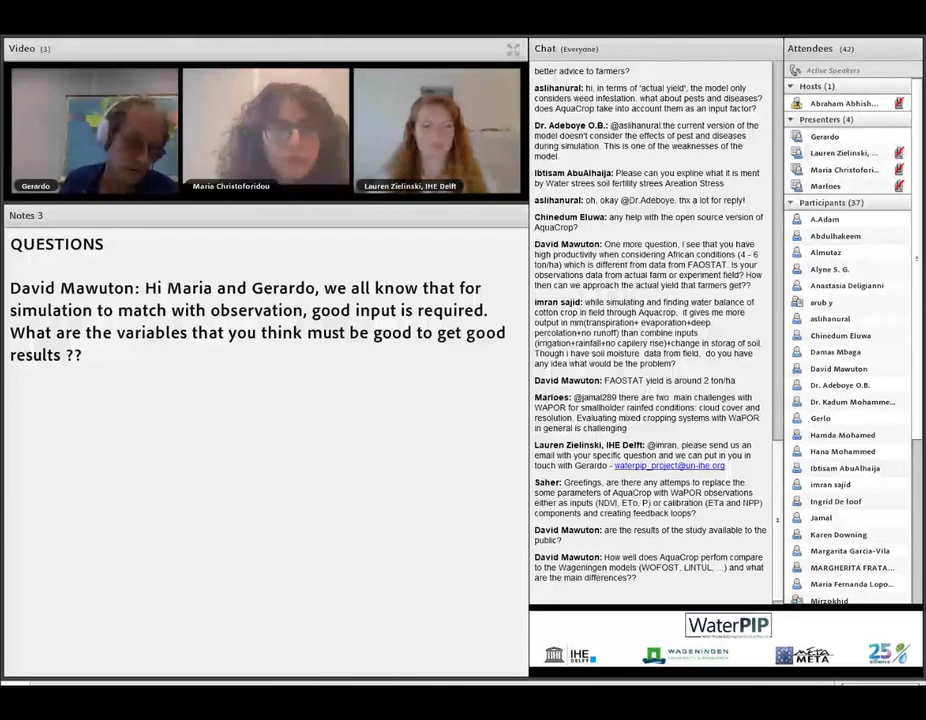 Video (3)
Gerardo
Maria Christoforidou
Lauren Zielinski, IHE Delft
Notes 3
QUESTIONS
David Mawuton: Hi Maria and Gerardo, we all know that for
simulation to match with observation, good input is required.
What are the variables that you think must be good to get good
results ??
Chat (Everyone)
better advice to farmers?
aslihanural: hi, in terms of 'actual yield', the model only
considers weed infestation. what about pests and diseases?
does AquaCrop take into account them as an input factor?
Dr. Adeboye O.B.: @aslihanural:the current version of the
model doesn't consider the effects of pest and diseases
during simulation. This is one of the weakness of the
model.
Ibtisam AbuAlhaija: Please can you expline what it is ment
by Water strees soil fertility strees Areation Stress
aslihanural: oh, okay @Dr.Adeboye, thx a lot for reply!
Chinedum Eluwa: any help with the open source version of
AquaCrop?
David Mawuton: One more question, I see that you have
high productivity when considering African conditions (4 - 6
ton/ha) which is different from data from FAOSTAT. Is your
observations data from actual farm or experiment field? How
then can we approach the actual yield that farmers get??
imran sajid: while simulating and finding water balance of
cotton crop in field through Aquacrop, it gives me more
output in mm(transpiration+ evaporation+deep
percolation+no runoff) than combine inputs
(irrigation+rainfall+no capilery rise)+change in storag of soil.
Though i have soil moisture data from field, do you have
any idea what would be the problem?
David Mawuton: FAOSTAT yield is around 2 ton/ha
Marloes: @jamal289 there are two main challenges with
WAPOR for smallholder rainfed conditions: cloud cover and
resolution. Evaluating mixed cropping systems with WaPOR
in general is challenging
Lauren Zielinski, IHE Delft: @imran, please send us an
email with your specific question and we can put in you in
touch with Gerardo - waterpip_project@un-ihe.org
Saher: Greetings, are there any attemps to replace the
some parameters of AquaCrop with WaPOR observations
either as inputs (NDVI, ETo, P) or calibration (ETa and NPP)
components and creating feedback loops?
David Mawuton: are the results of the study available to the
public?
David Mawuton: How well does AquaCrop perfom compare
to the Wageningen models (WOFOST, LINTUL, ...) and what
are the main differences??
Attendees (42)
Active Speakers
Hosts (1)
Abraham Abhish...
Presenters (4)
Gerardo
Lauren Zielinski, ...
Maria Christofori...
Marloes
Participants (37)
A.Adam
Abdulhakeem
Almutaz
Alyne S. G.
Anastasia Deligianni
arub y
aslihanural
Chinedum Eluwa
Damas Mbaga
David Mawuton
Dr. Adeboye O.B.
Dr. Kadum Mohamme...
Gerlo
Hamda Mohamed
Hana Mohammed
Ibtisam AbuAlhaija
imran sajid
Ingrid De loof
Jamal
Karen Downing
Margarita Garcia-Vila
MARGHERITA FRATA...
Maria Fernanda Lopo...
Mirzokhid
WaterPIP
IHE
DELFT
WAGENINGEN
META
META
25